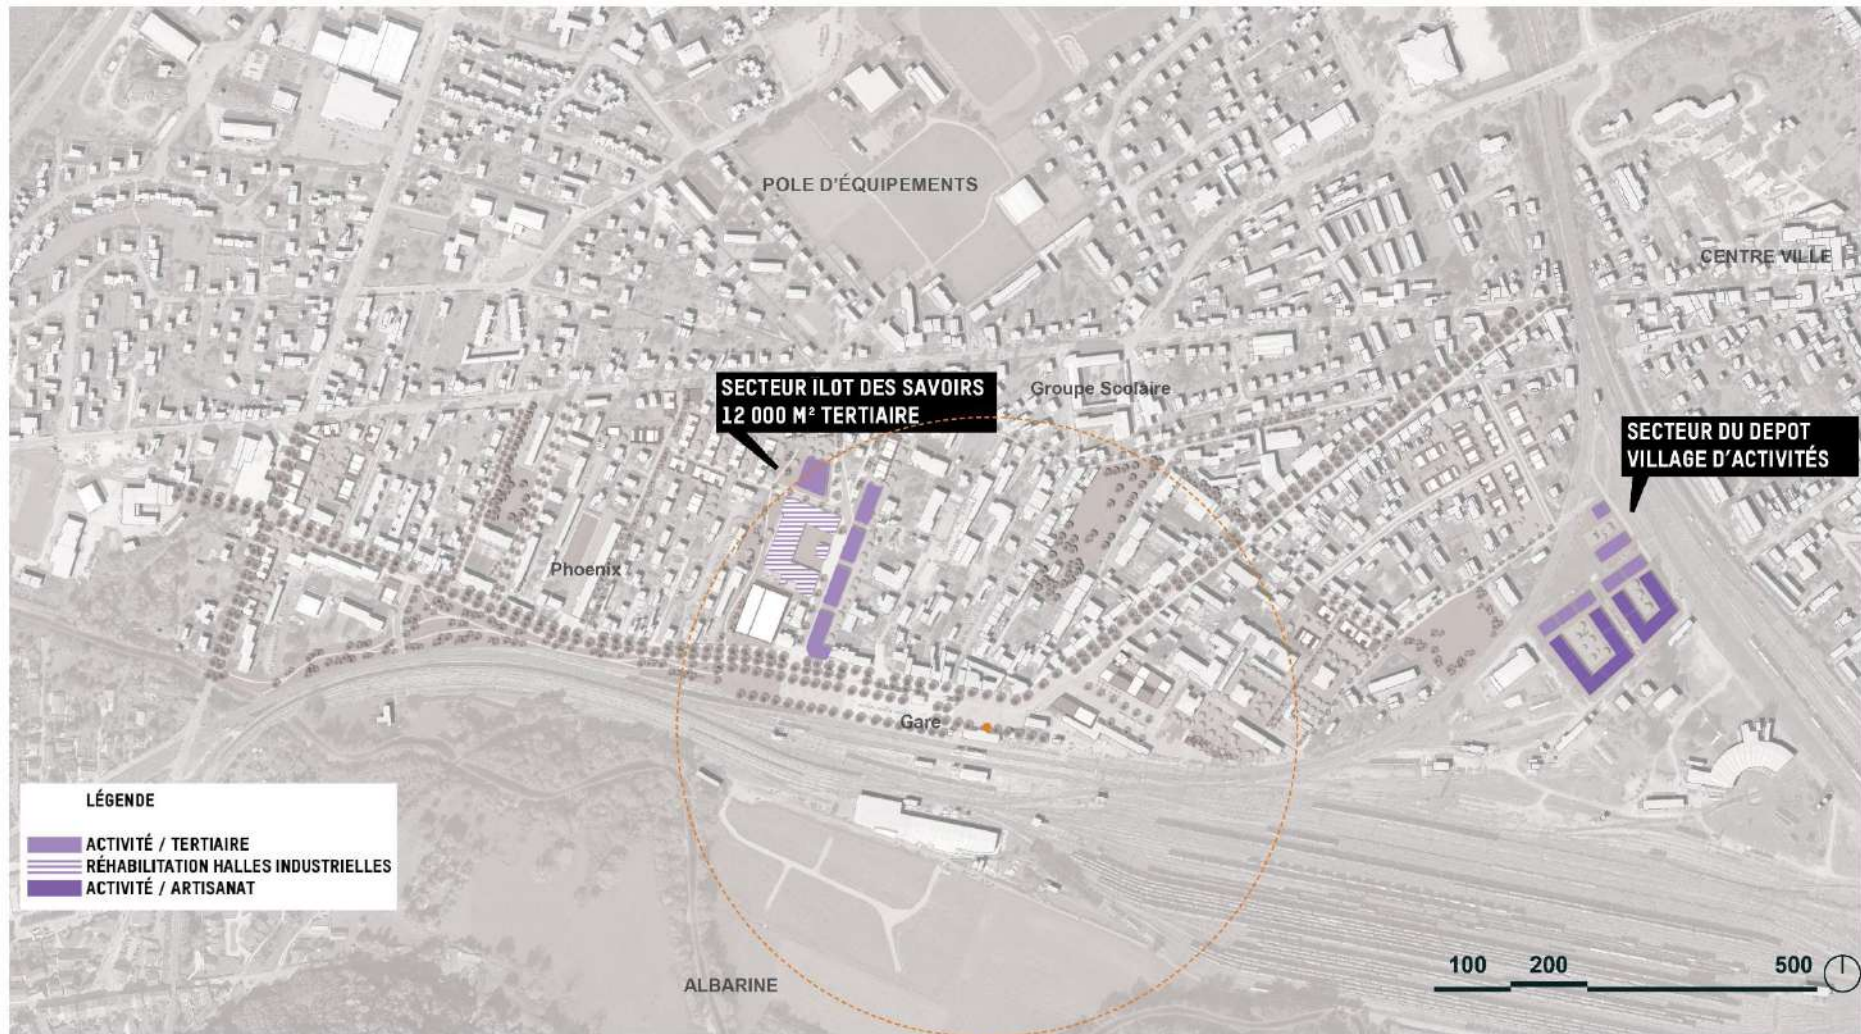 POLE D'ÉQUIPEMENTS
CENTRE VILLE
SECTEUR ILOT DES SAVOIRS
12 000 M² TERTIAIRE
Groupe Scolaire
SECTEUR DU DEPOT
VILLAGE D'ACTIVITÉS
Phoenix
Gare
LÉGENDE
ACTIVITÉ / TERTIAIRE
RÉHABILITATION HALLES INDUSTRIELLES
ACTIVITÉ / ARTISANAT
ALBARINE
100 200 500